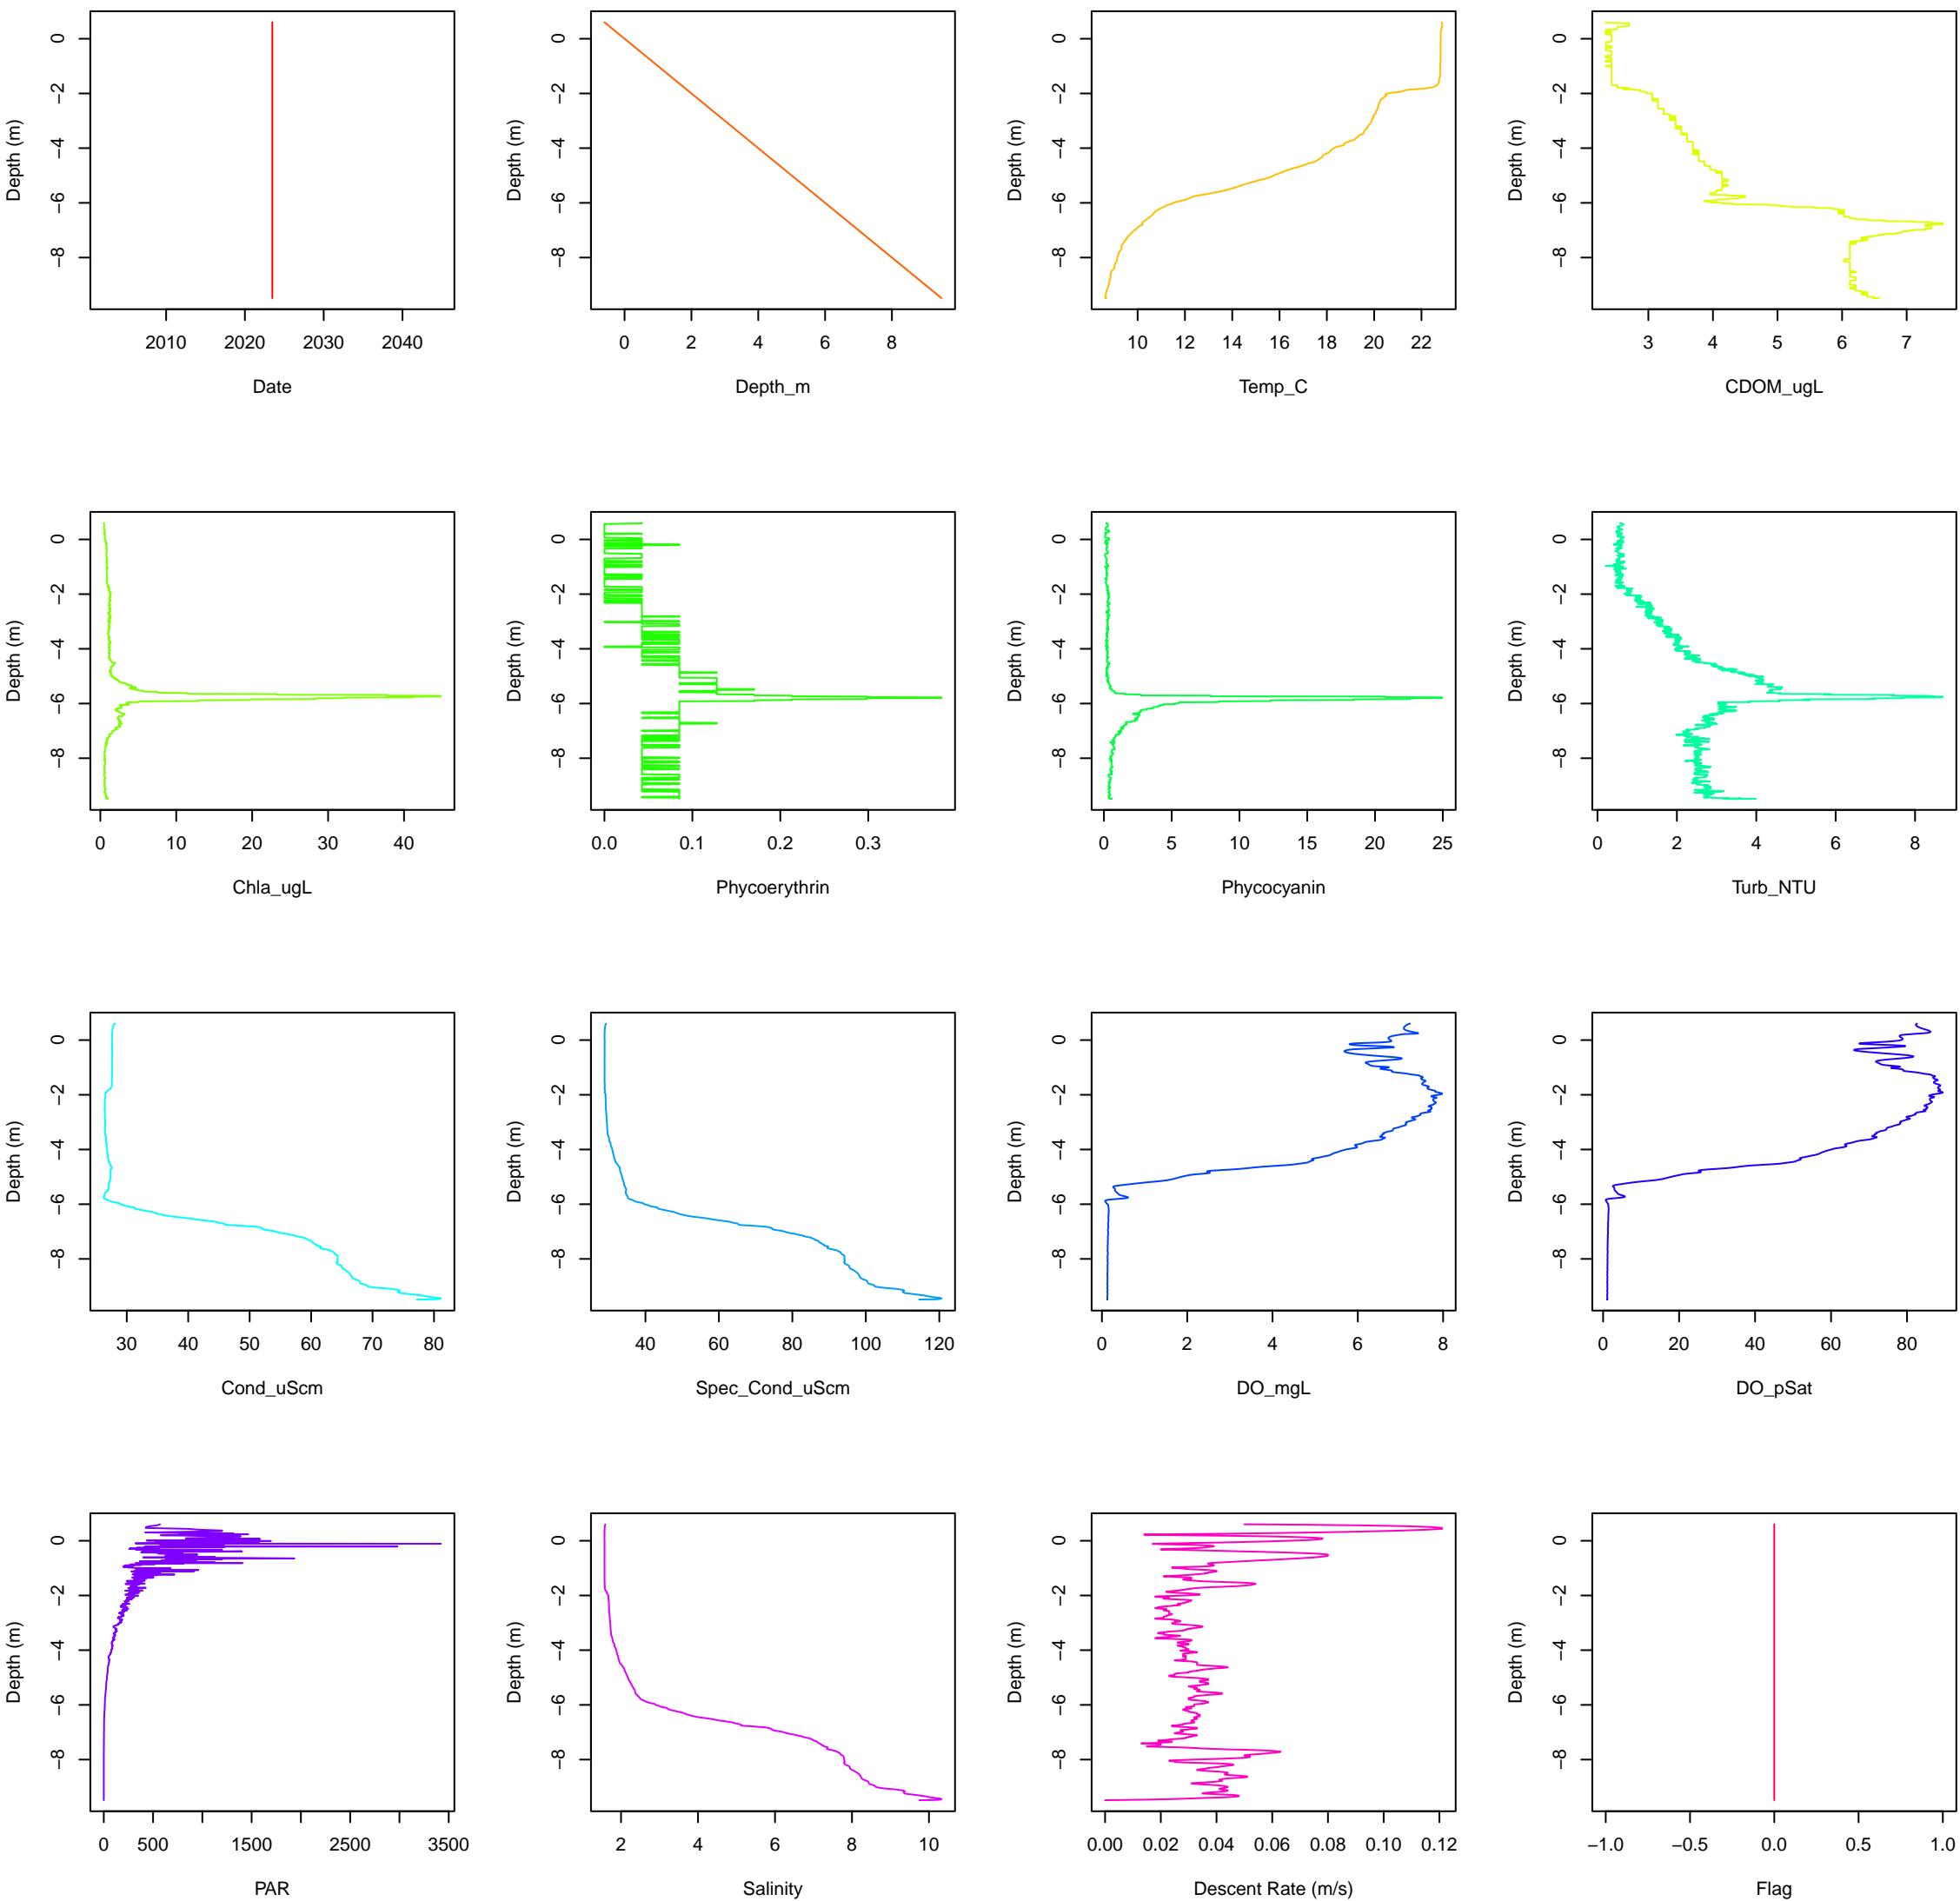 Depth (m)
0
−2
−4
−6
−8
2010 2020 2030 2040
Date
Depth (m)
0
−2
−4
−6
−8
0 2 4 6 8
Depth_m
Depth (m)
0
−2
−4
−6
−8
10 12 14 16 18 20 22
Temp_C
Depth (m)
0
−2
−4
−6
−8
3 4 5 6 7
CDOM_ugL
Depth (m)
0
−2
−4
−6
−8
0 10 20 30 40
Chla_ugL
Depth (m)
0
−2
−4
−6
−8
0.0 0.1 0.2 0.3
Phycoerythrin
Depth (m)
0
−2
−4
−6
−8
0 5 10 15 20 25
Phycocyanin
Depth (m)
0
−2
−4
−6
−8
0 2 4 6 8
Turb_NTU
Depth (m)
0
−2
−4
−6
−8
30 40 50 60 70 80
Cond_uScm
Depth (m)
0
−2
−4
−6
−8
40 60 80 100 120
Spec_Cond_uScm
Depth (m)
0
−2
−4
−6
−8
0 2 4 6 8
DO_mgL
Depth (m)
0
−2
−4
−6
−8
0 20 40 60 80
DO_pSat
Depth (m)
0
−2
−4
−6
−8
0 500 1500 2500 3500
PAR
Depth (m)
0
−2
−4
−6
−8
2 4 6 8 10
Salinity
Depth (m)
0
−2
−4
−6
−8
0.00 0.02 0.04 0.06 0.08 0.10 0.12
Descent Rate (m/s)
Depth (m)
0
−2
−4
−6
−8
−1.0 −0.5 0.0 0.5 1.0
Flag